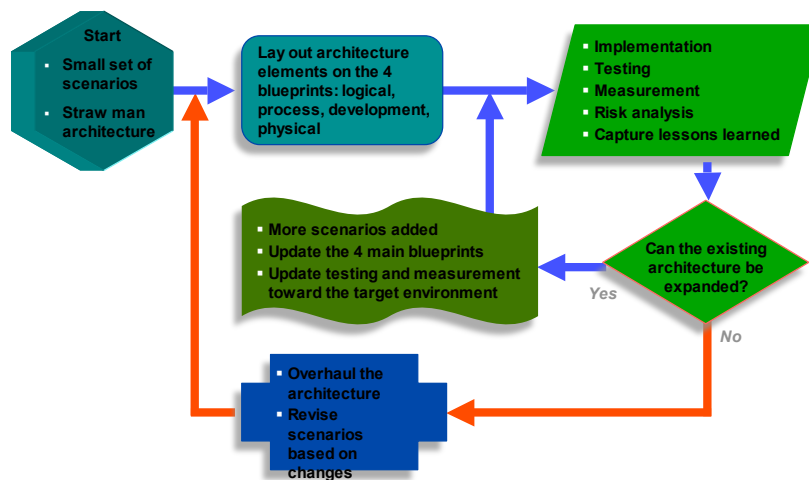 Start
▪ Small set of
scenarios
▪ Straw man
architecture
Lay out architecture
elements on the 4
blueprints: logical,
process, development,
physical
▪ Implementation
▪ Testing
▪ Measurement
▪ Risk analysis
▪ Capture lessons learned
▪ More scenarios added
▪ Update the 4 main blueprints
▪ Update testing and measurement
toward the target environment
Can the existing
architecture be
expanded?
Yes
No
▪ Overhaul the
architecture
▪ Revise
scenarios
based on
changes